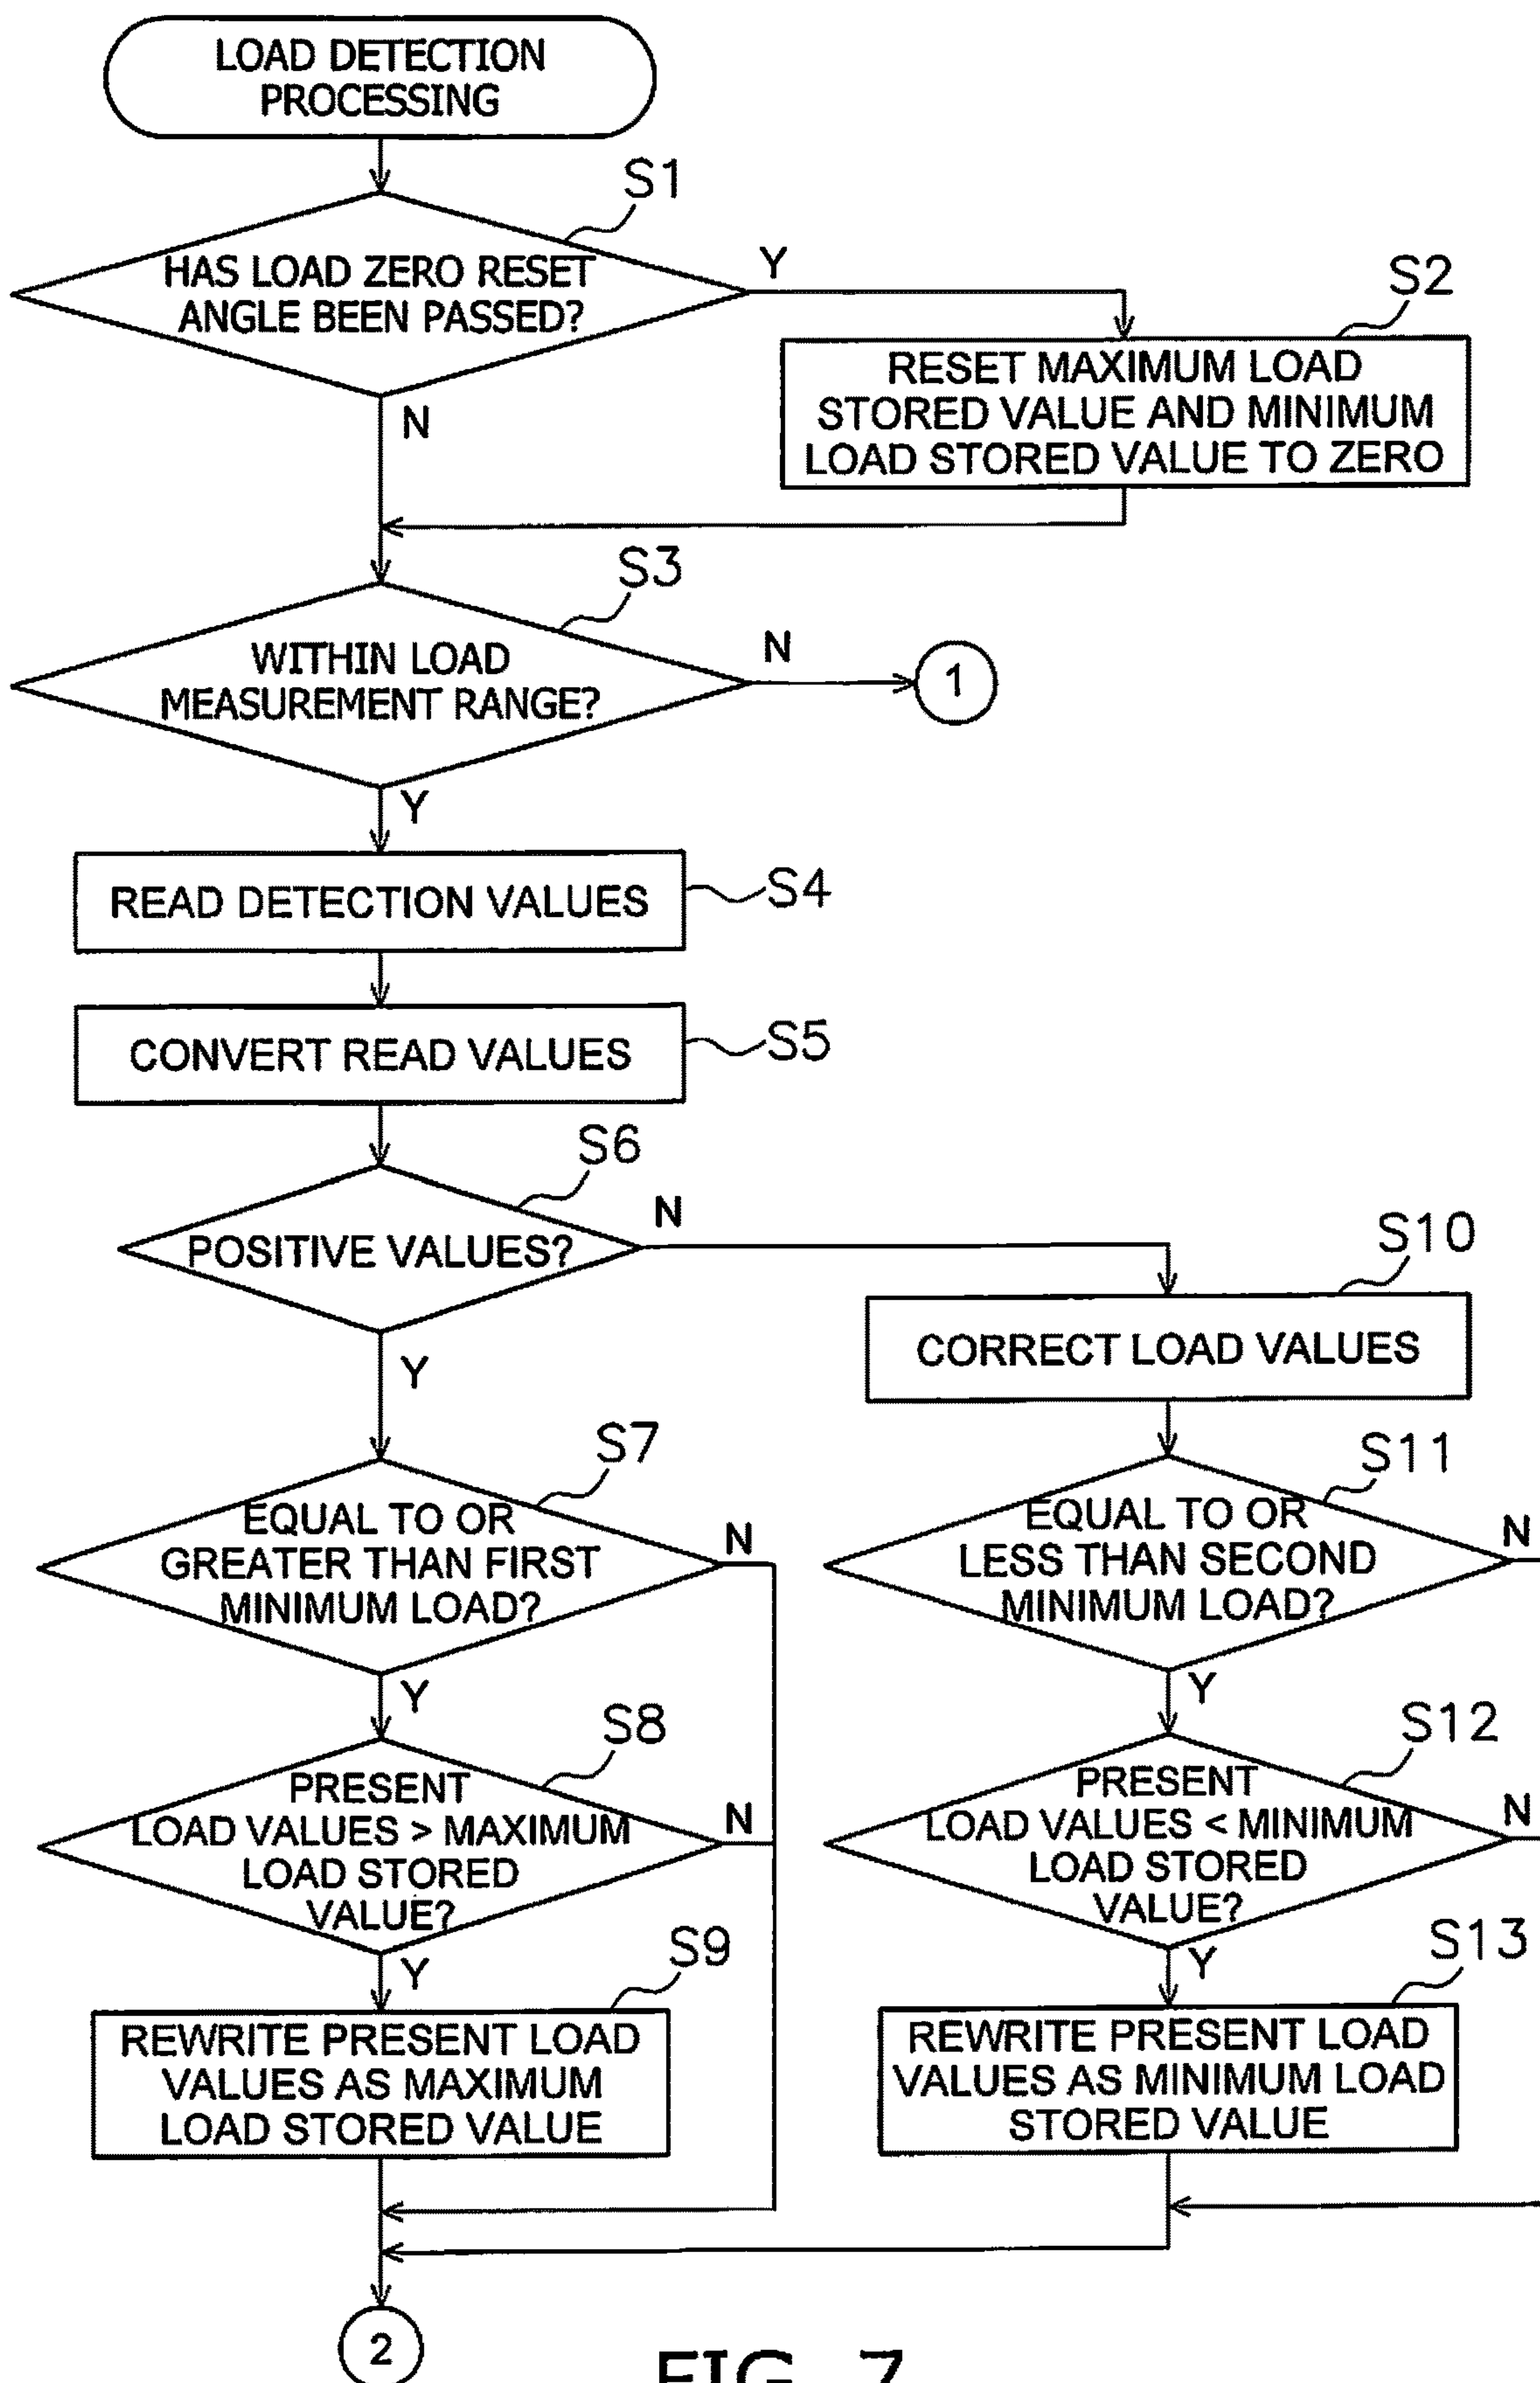 LOAD DETECTION
PROCESSING
S1
HAS LOAD ZERO RESET
ANGLE BEEN PASSED?
Y
N
S2
RESET MAXIMUM LOAD
STORED VALUE AND MINIMUM
LOAD STORED VALUE TO ZERO
S3
WITHIN LOAD
MEASUREMENT RANGE?
N
1
Y
READ DETECTION VALUES
S4
CONVERT READ VALUES
S5
S6
POSITIVE VALUES?
N
Y
S10
CORRECT LOAD VALUES
S7
EQUAL TO OR
GREATER THAN FIRST
MINIMUM LOAD?
N
Y
S11
EQUAL TO OR
LESS THAN SECOND
MINIMUM LOAD?
N
Y
S8
PRESENT
LOAD VALUES > MAXIMUM
LOAD STORED
VALUE?
N
Y
S12
PRESENT
LOAD VALUES < MINIMUM
LOAD STORED
VALUE?
N
Y
S9
REWRITE PRESENT LOAD
VALUES AS MAXIMUM
LOAD STORED VALUE
S13
REWRITE PRESENT LOAD
VALUES AS MINIMUM LOAD
STORED VALUE
2
FIG. 7